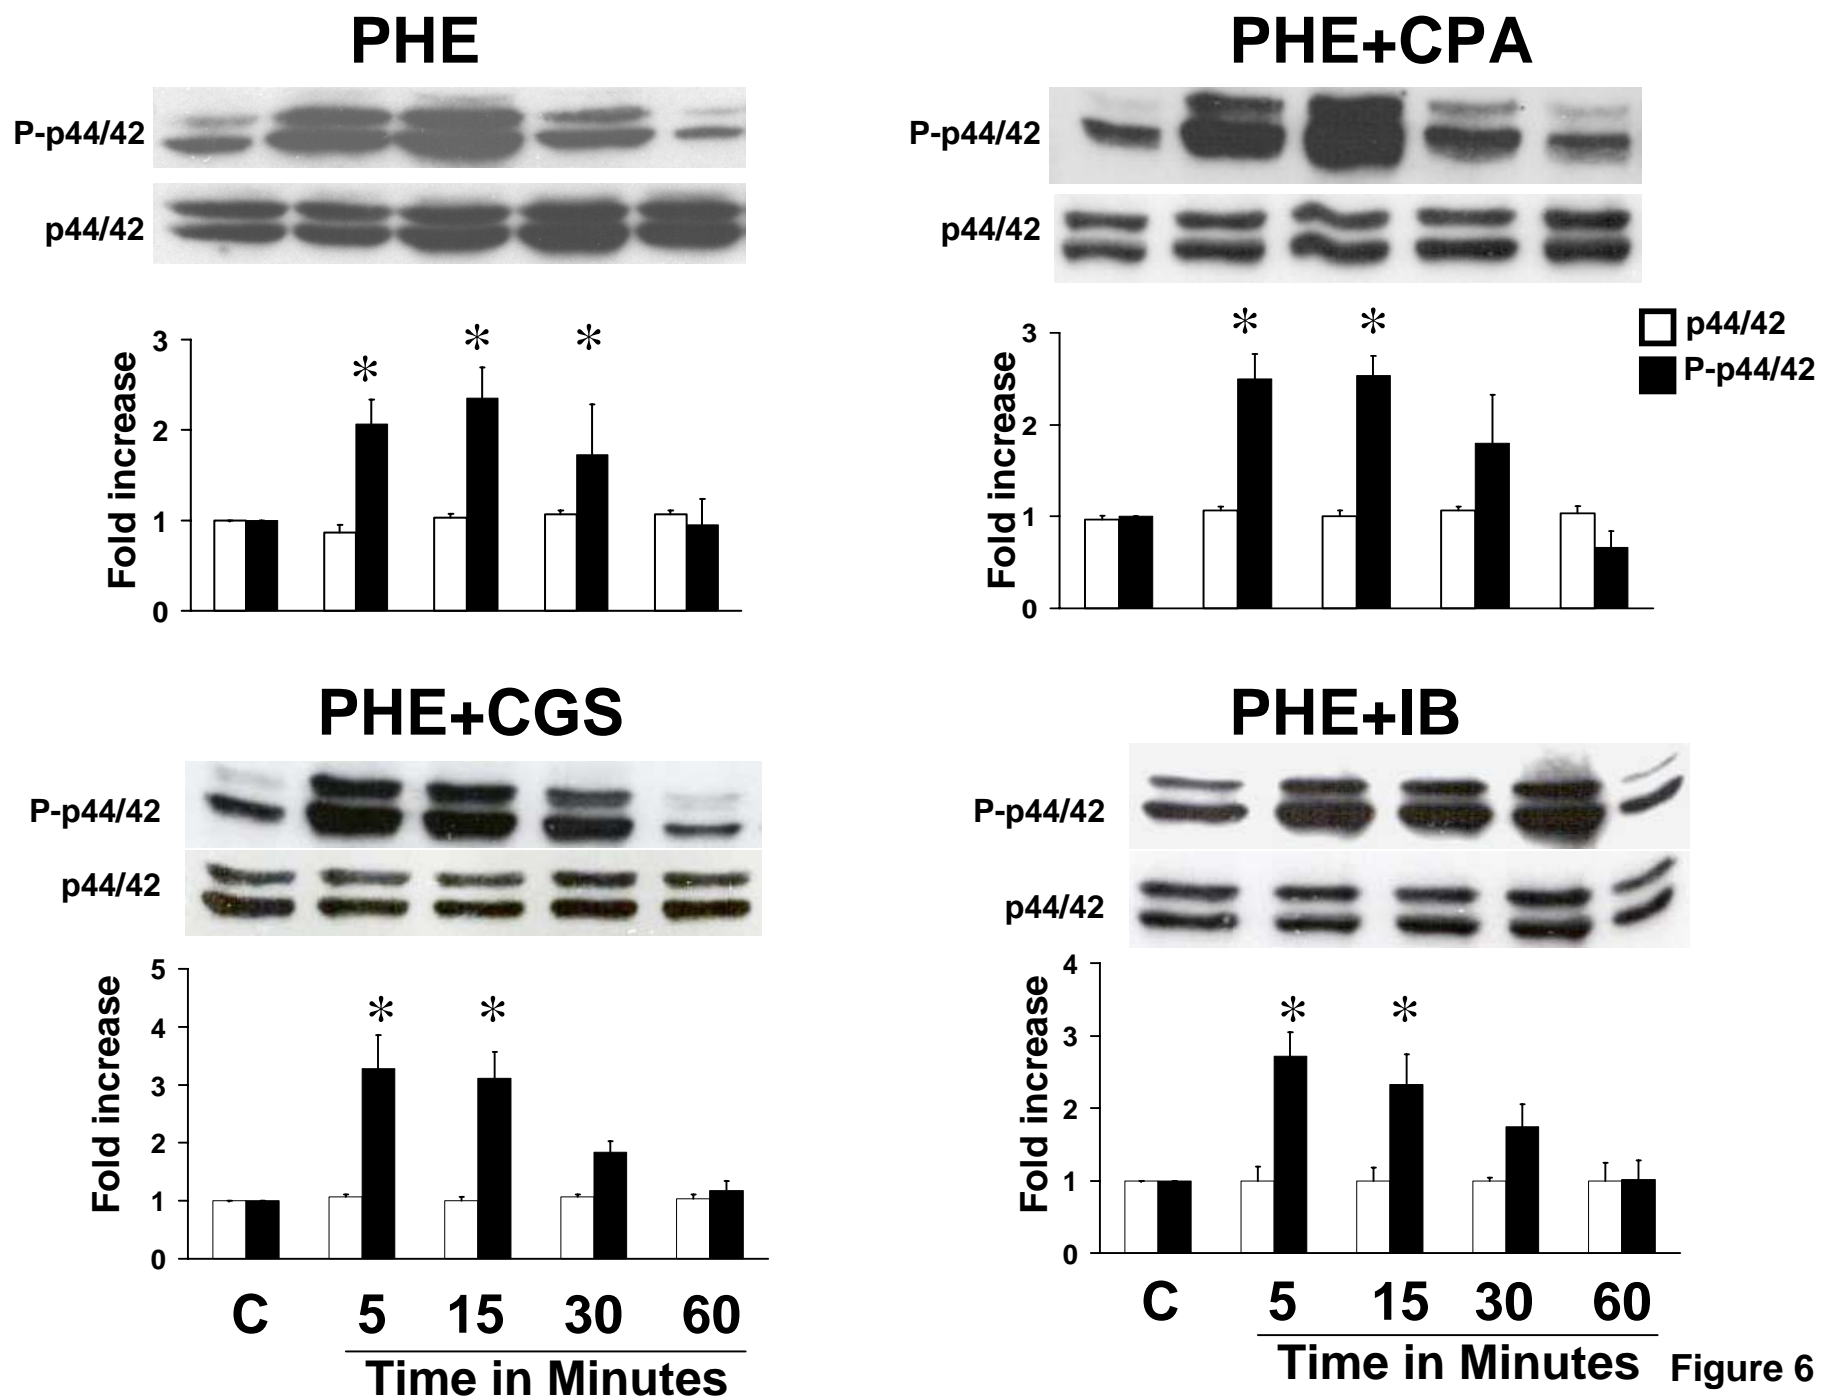 PHE
P-p44/42
p44/42
3
2
1
0
Fold increase
*
*
*
PHE+CPA
P-p44/42
p44/42
3
2
1
0
Fold increase
*
*
p44/42
P-p44/42
PHE+CGS
P-p44/42
p44/42
5
4
3
2
1
0
Fold increase
*
*
C 5 15 30 60
Time in Minutes
PHE+IB
P-p44/42
p44/42
4
3
2
1
0
Fold increase
*
*
C 5 15 30 60
Time in Minutes
Figure 6